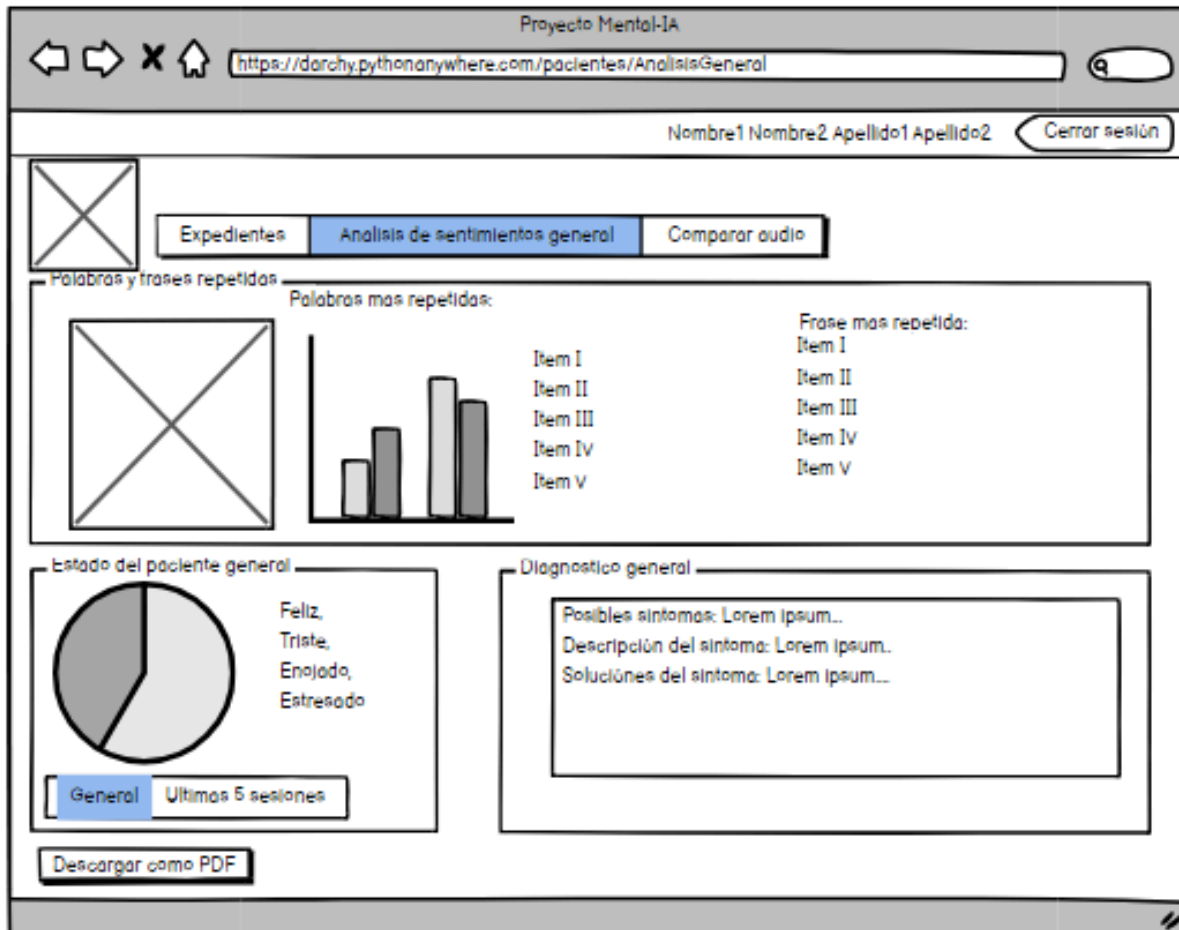 Proyecto Mental-IA
https://darchy.pythonanywhere.com/pacientes/AnalisisGeneral
Nombre1 Nombre2 Apellido1 Apellido2
Cerrar sesión
Expedientes
Analisis de sentimientos general
Comparar audio
Palabras y frases repetidas
Palabras mas repetidas:
Item I
Item II
Item III
Item IV
Item V
Frase mas repetida:
Item I
Item II
Item III
Item IV
Item V
Estado del paciente general
Feliz,
Triste,
Enojado,
Estresado
General
Ultimas 5 sesiones
Diagnostico general
Posibles sintomas: Lorem ipsum...
Descripción del sintoma: Lorem ipsum..
Soluciónes del sintoma: Lorem ipsum....
Descargar como PDF